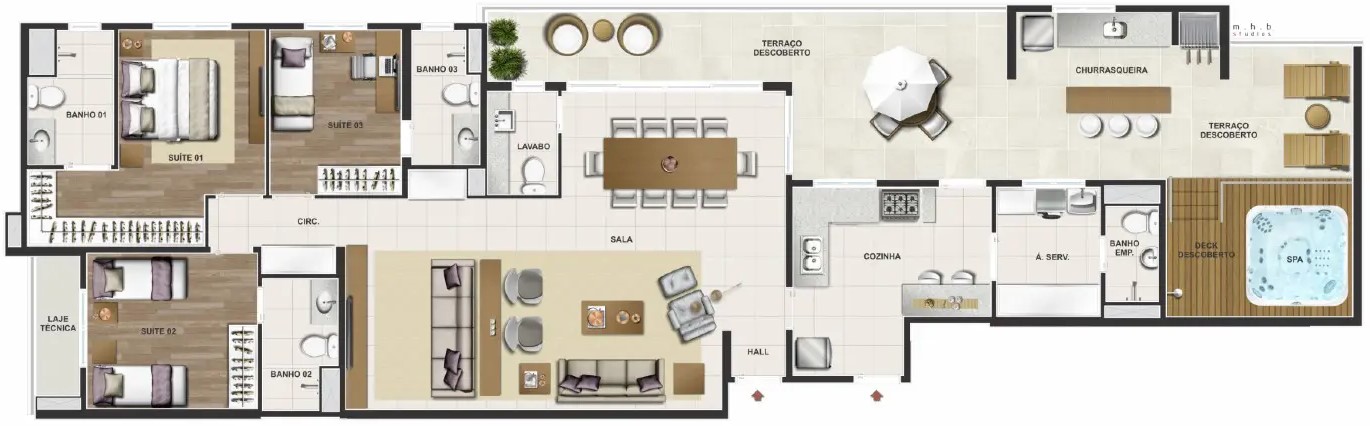 m.h.b
studios
TERRAÇO
DESCOBERTO
CHURRASQUEIRA
BANHO 03
BANHO 01
SUÍTE 03
TERRAÇO
DESCOBERTO
LAVABO
SUÍTE 01
CIRC.
SALA
COZINHA
Á. SERV.
BANHO
EMP.
DECK
DESCOBERTO
SPA
LAJE
TÉCNICA
SUÍTE 02
HALL
BANHO 02